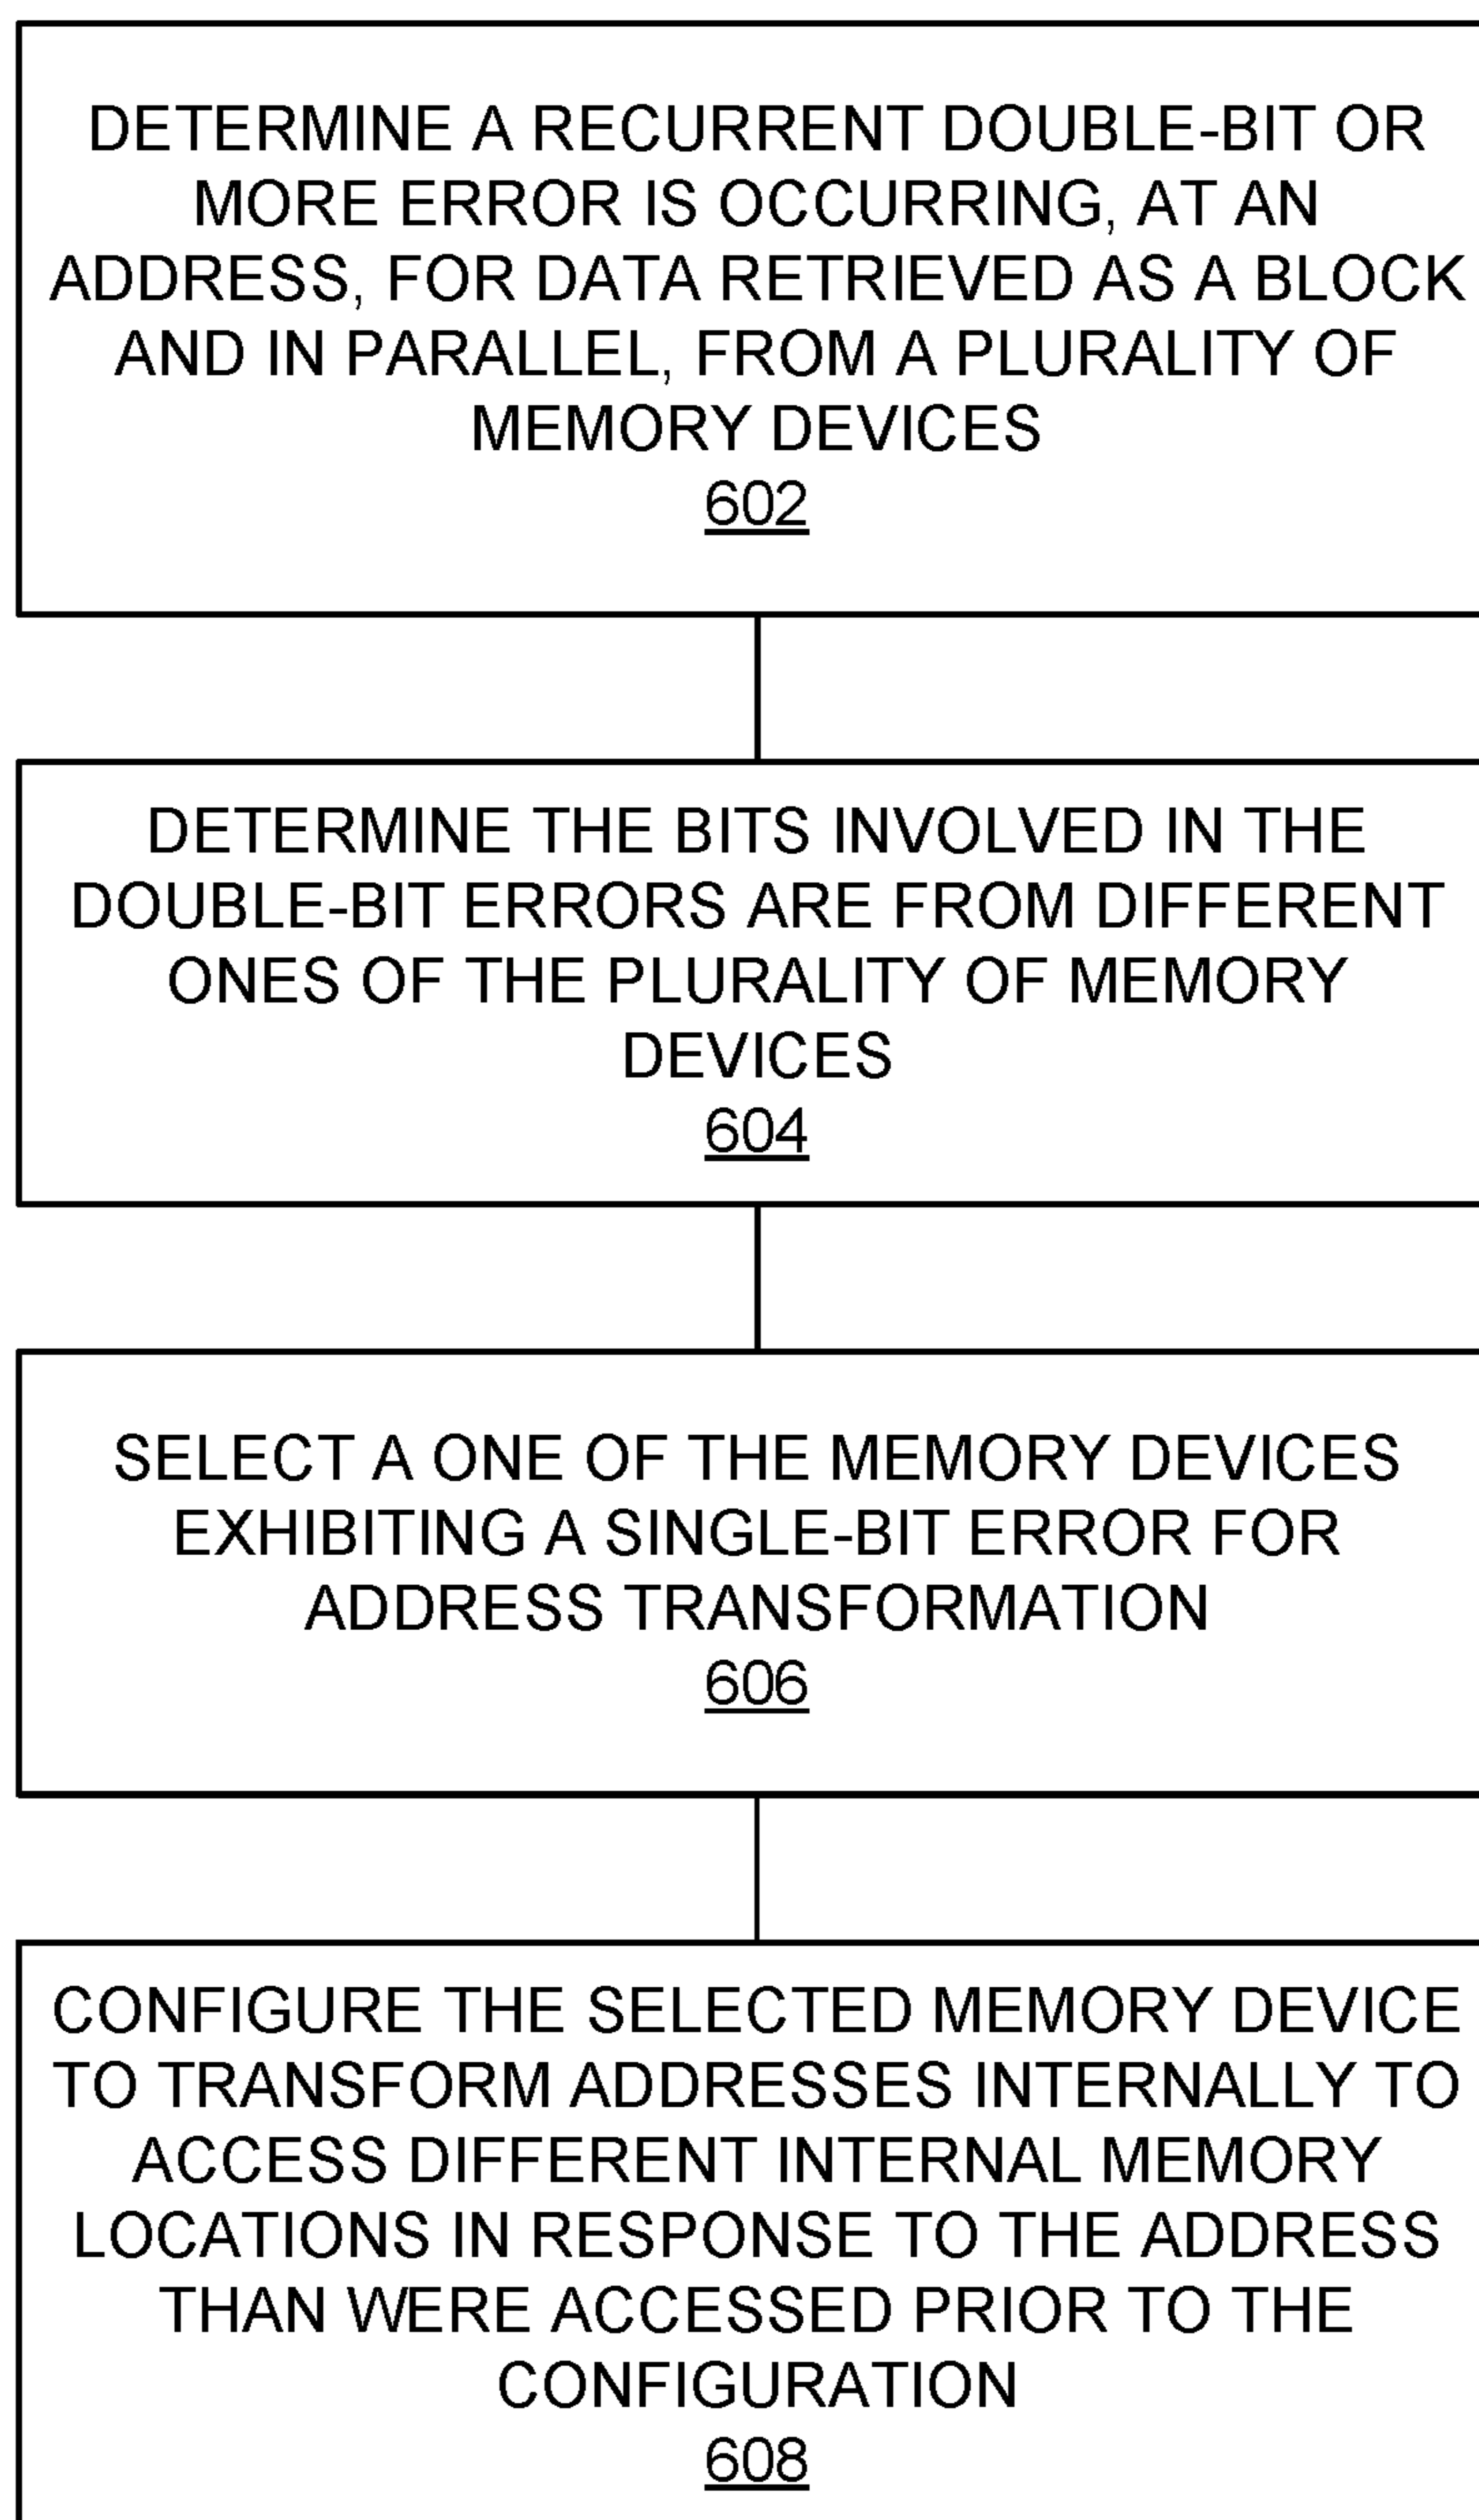 DETERMINE A RECURRENT DOUBLE-BIT OR
MORE ERROR IS OCCURRING, AT AN
ADDRESS, FOR DATA RETRIEVED AS A BLOCK
AND IN PARALLEL, FROM A PLURALITY OF
MEMORY DEVICES
602
DETERMINE THE BITS INVOLVED IN THE
DOUBLE-BIT ERRORS ARE FROM DIFFERENT
ONES OF THE PLURALITY OF MEMORY
DEVICES
604
SELECT A ONE OF THE MEMORY DEVICES
EXHIBITING A SINGLE-BIT ERROR FOR
ADDRESS TRANSFORMATION
606
CONFIGURE THE SELECTED MEMORY DEVICE
TO TRANSFORM ADDRESSES INTERNALLY TO
ACCESS DIFFERENT INTERNAL MEMORY
LOCATIONS IN RESPONSE TO THE ADDRESS
THAN WERE ACCESSED PRIOR TO THE
CONFIGURATION
608